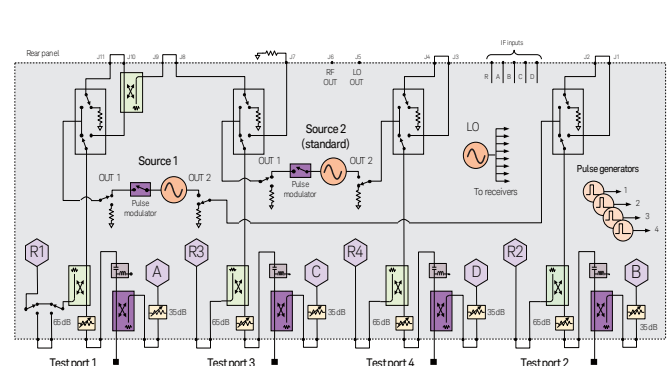 IF inputs
Rear panel
J11 J10 J9 J8 J7 J6 J5 J4 J3 J2 J1
RF OUT
LO OUT
R A B C D
Source 2
(standard)
LO
Source 1
OUT 1
OUT 2
Pulse
modulator
To receivers
Pulse generators
OUT 1
OUT 2
Pulse
modulator
1
2
3
4
R1
A
R3
C
R4
D
R2
B
65dB
35dB
65dB
35dB
65dB
35dB
65dB
35dB
Test port 1
Test port 3
Test port 4
Test port 2